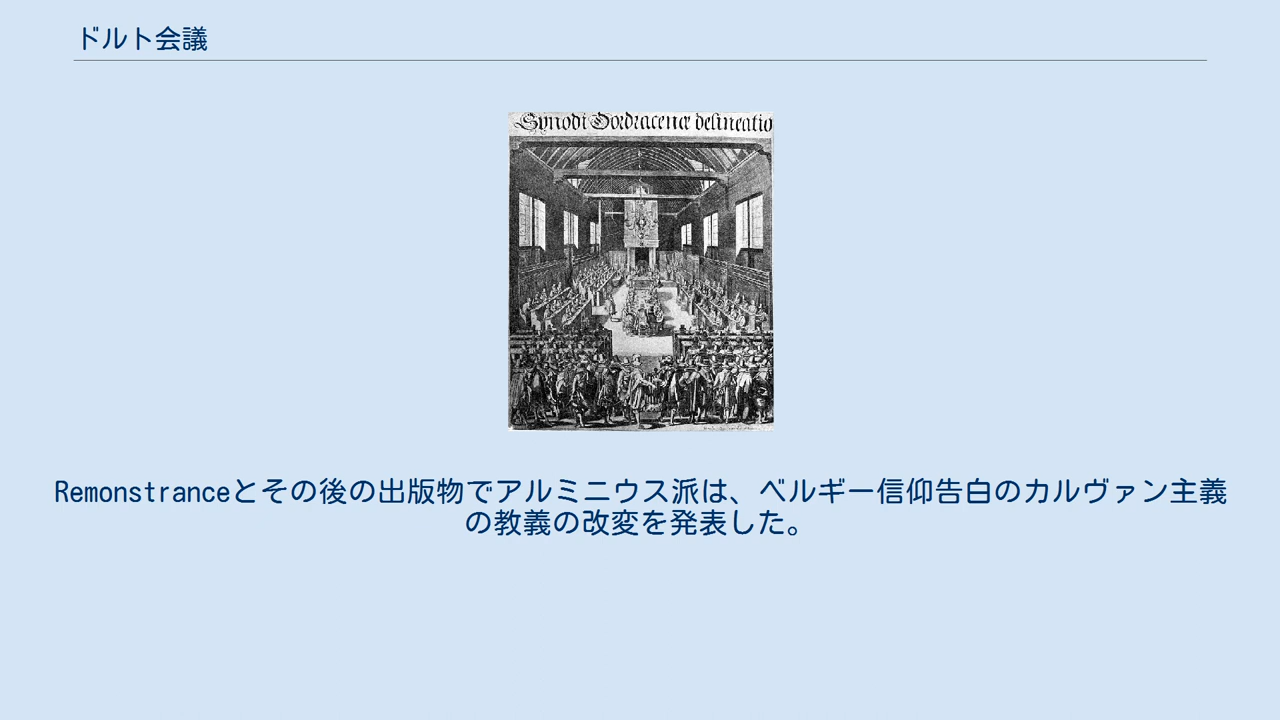 ドルト会議
Synodi Dordracenæ delineatio
Remonstranceとその後の出版物でアルミニウス派は、ベルギー信仰告白のカルヴァン主義
の教義の改変を発表した。